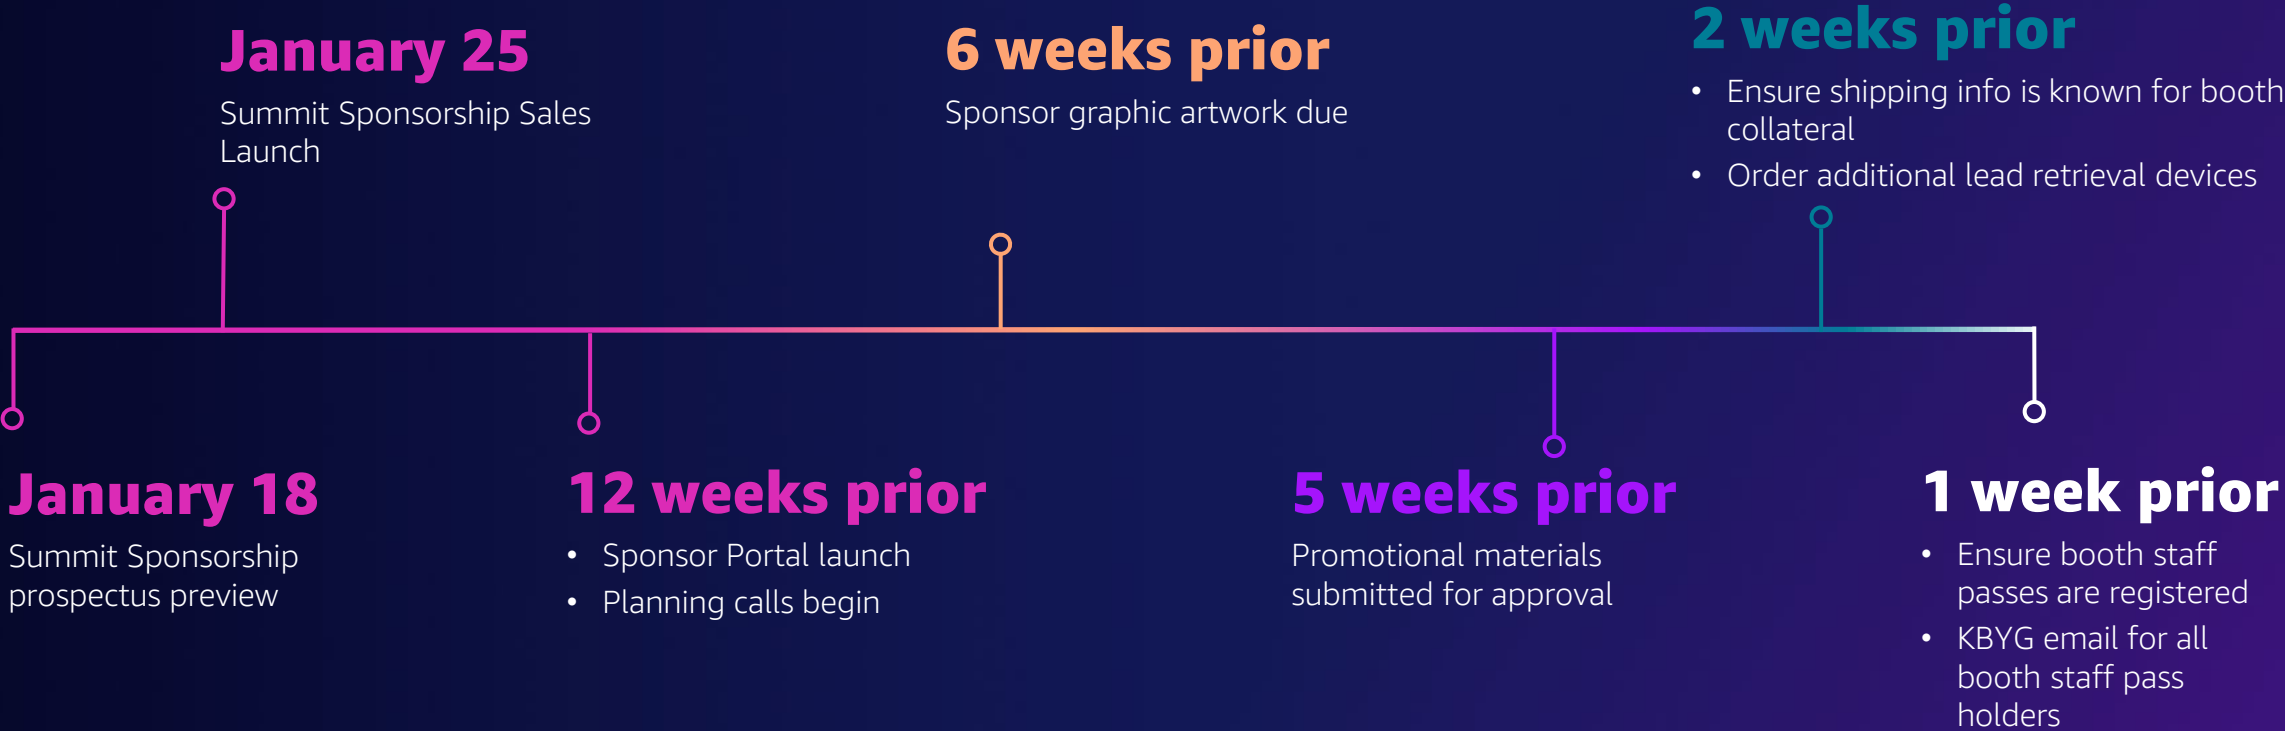 January 25
Summit Sponsorship Sales
Launch
6 weeks prior
Sponsor graphic artwork due
2 weeks prior
• Ensure shipping info is known for booth
collateral
• Order additional lead retrieval devices
January 18
Summit Sponsorship
prospectus preview
12 weeks prior
• Sponsor Portal launch
• Planning calls begin
5 weeks prior
Promotional materials
submitted for approval
1 week prior
• Ensure booth staff
passes are registered
• KBYG email for all
booth staff pass
holders